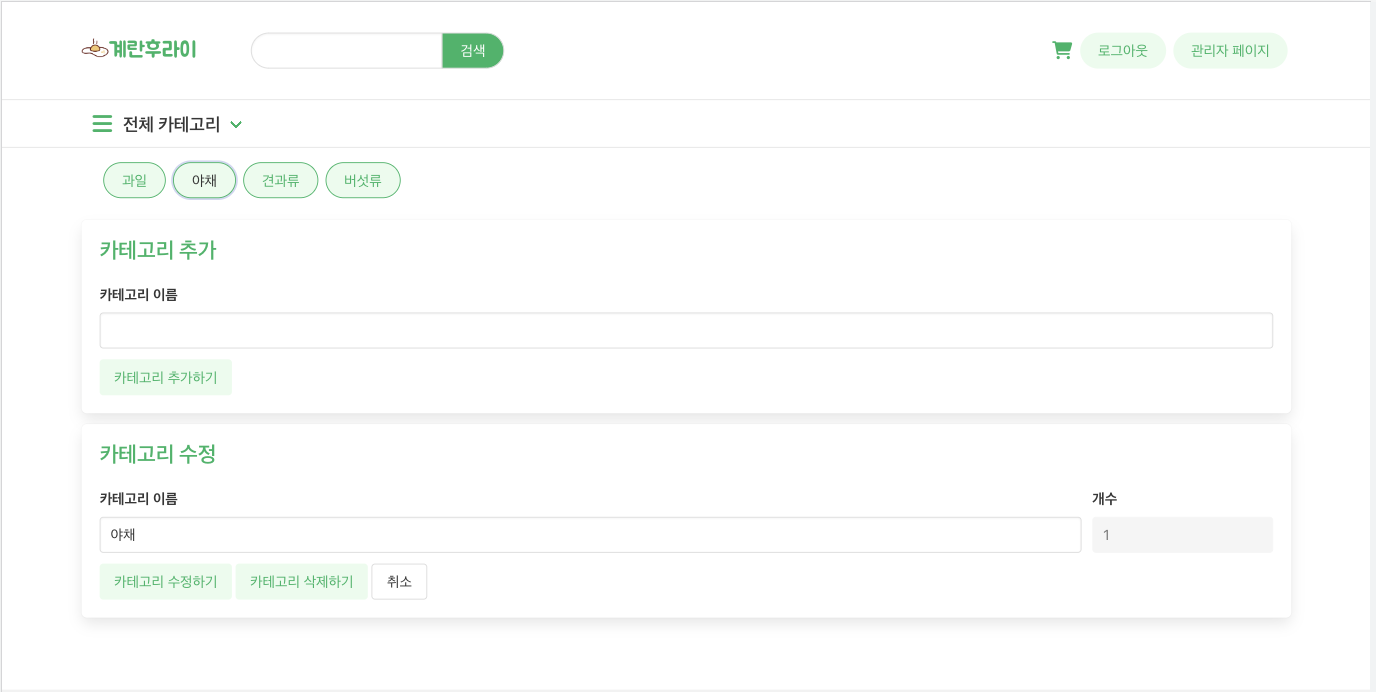 계란후라이 검색 로그아웃 관리자 페이지
전체 카테고리
과일 야채 견과류 버섯류
카테고리 추가
카테고리 이름
카테고리 추가하기
카테고리 수정
카테고리 이름 개수
야채 1
카테고리 수정하기 카테고리 삭제하기 취소